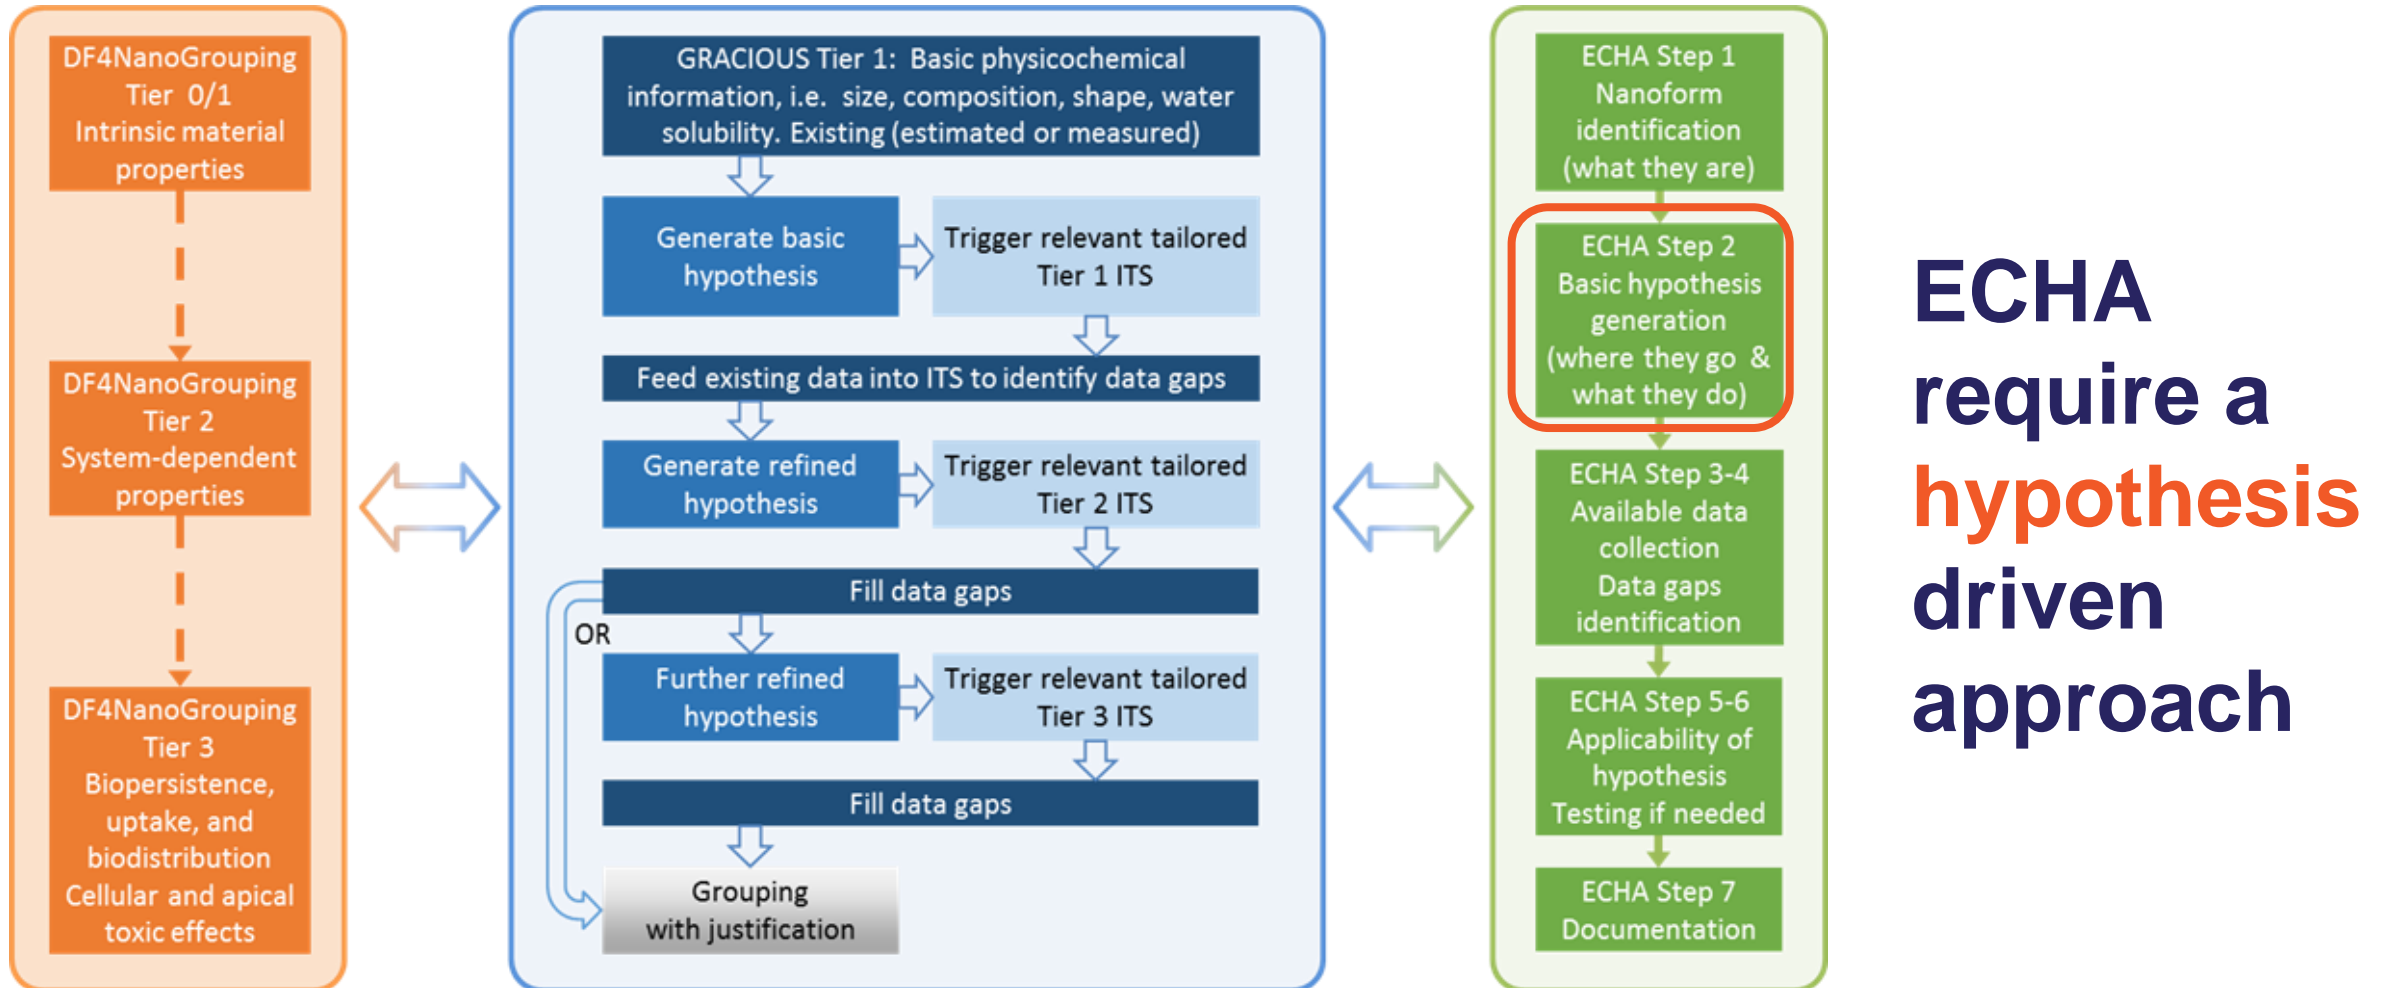 DF4NanoGrouping
Tier 0/1
Intrinsic material
properties
DF4NanoGrouping
Tier 2
System-dependent
properties
DF4NanoGrouping
Tier 3
Biopersistence,
uptake, and
biodistribution
Cellular and apical
toxic effects
GRACIOUS Tier 1: Basic physicochemical
information, i.e. size, composition, shape, water
solubility. Existing (estimated or measured)
Generate basic
hypothesis
Trigger relevant tailored
Tier 1 ITS
Feed existing data into ITS to identify data gaps
Generate refined
hypothesis
Trigger relevant tailored
Tier 2 ITS
Fill data gaps
OR
Further refined
hypothesis
Trigger relevant tailored
Tier 3 ITS
Fill data gaps
Grouping
with justification
ECHA Step 1
Nanoform
identification
(what they are)
ECHA Step 2
Basic hypothesis
generation
(where they go &
what they do)
ECHA Step 3-4
Available data
collection
Data gaps
identification
ECHA Step 5-6
Applicability of
hypothesis
Testing if needed
ECHA Step 7
Documentation
ECHA
require a
hypothesis
driven
approach